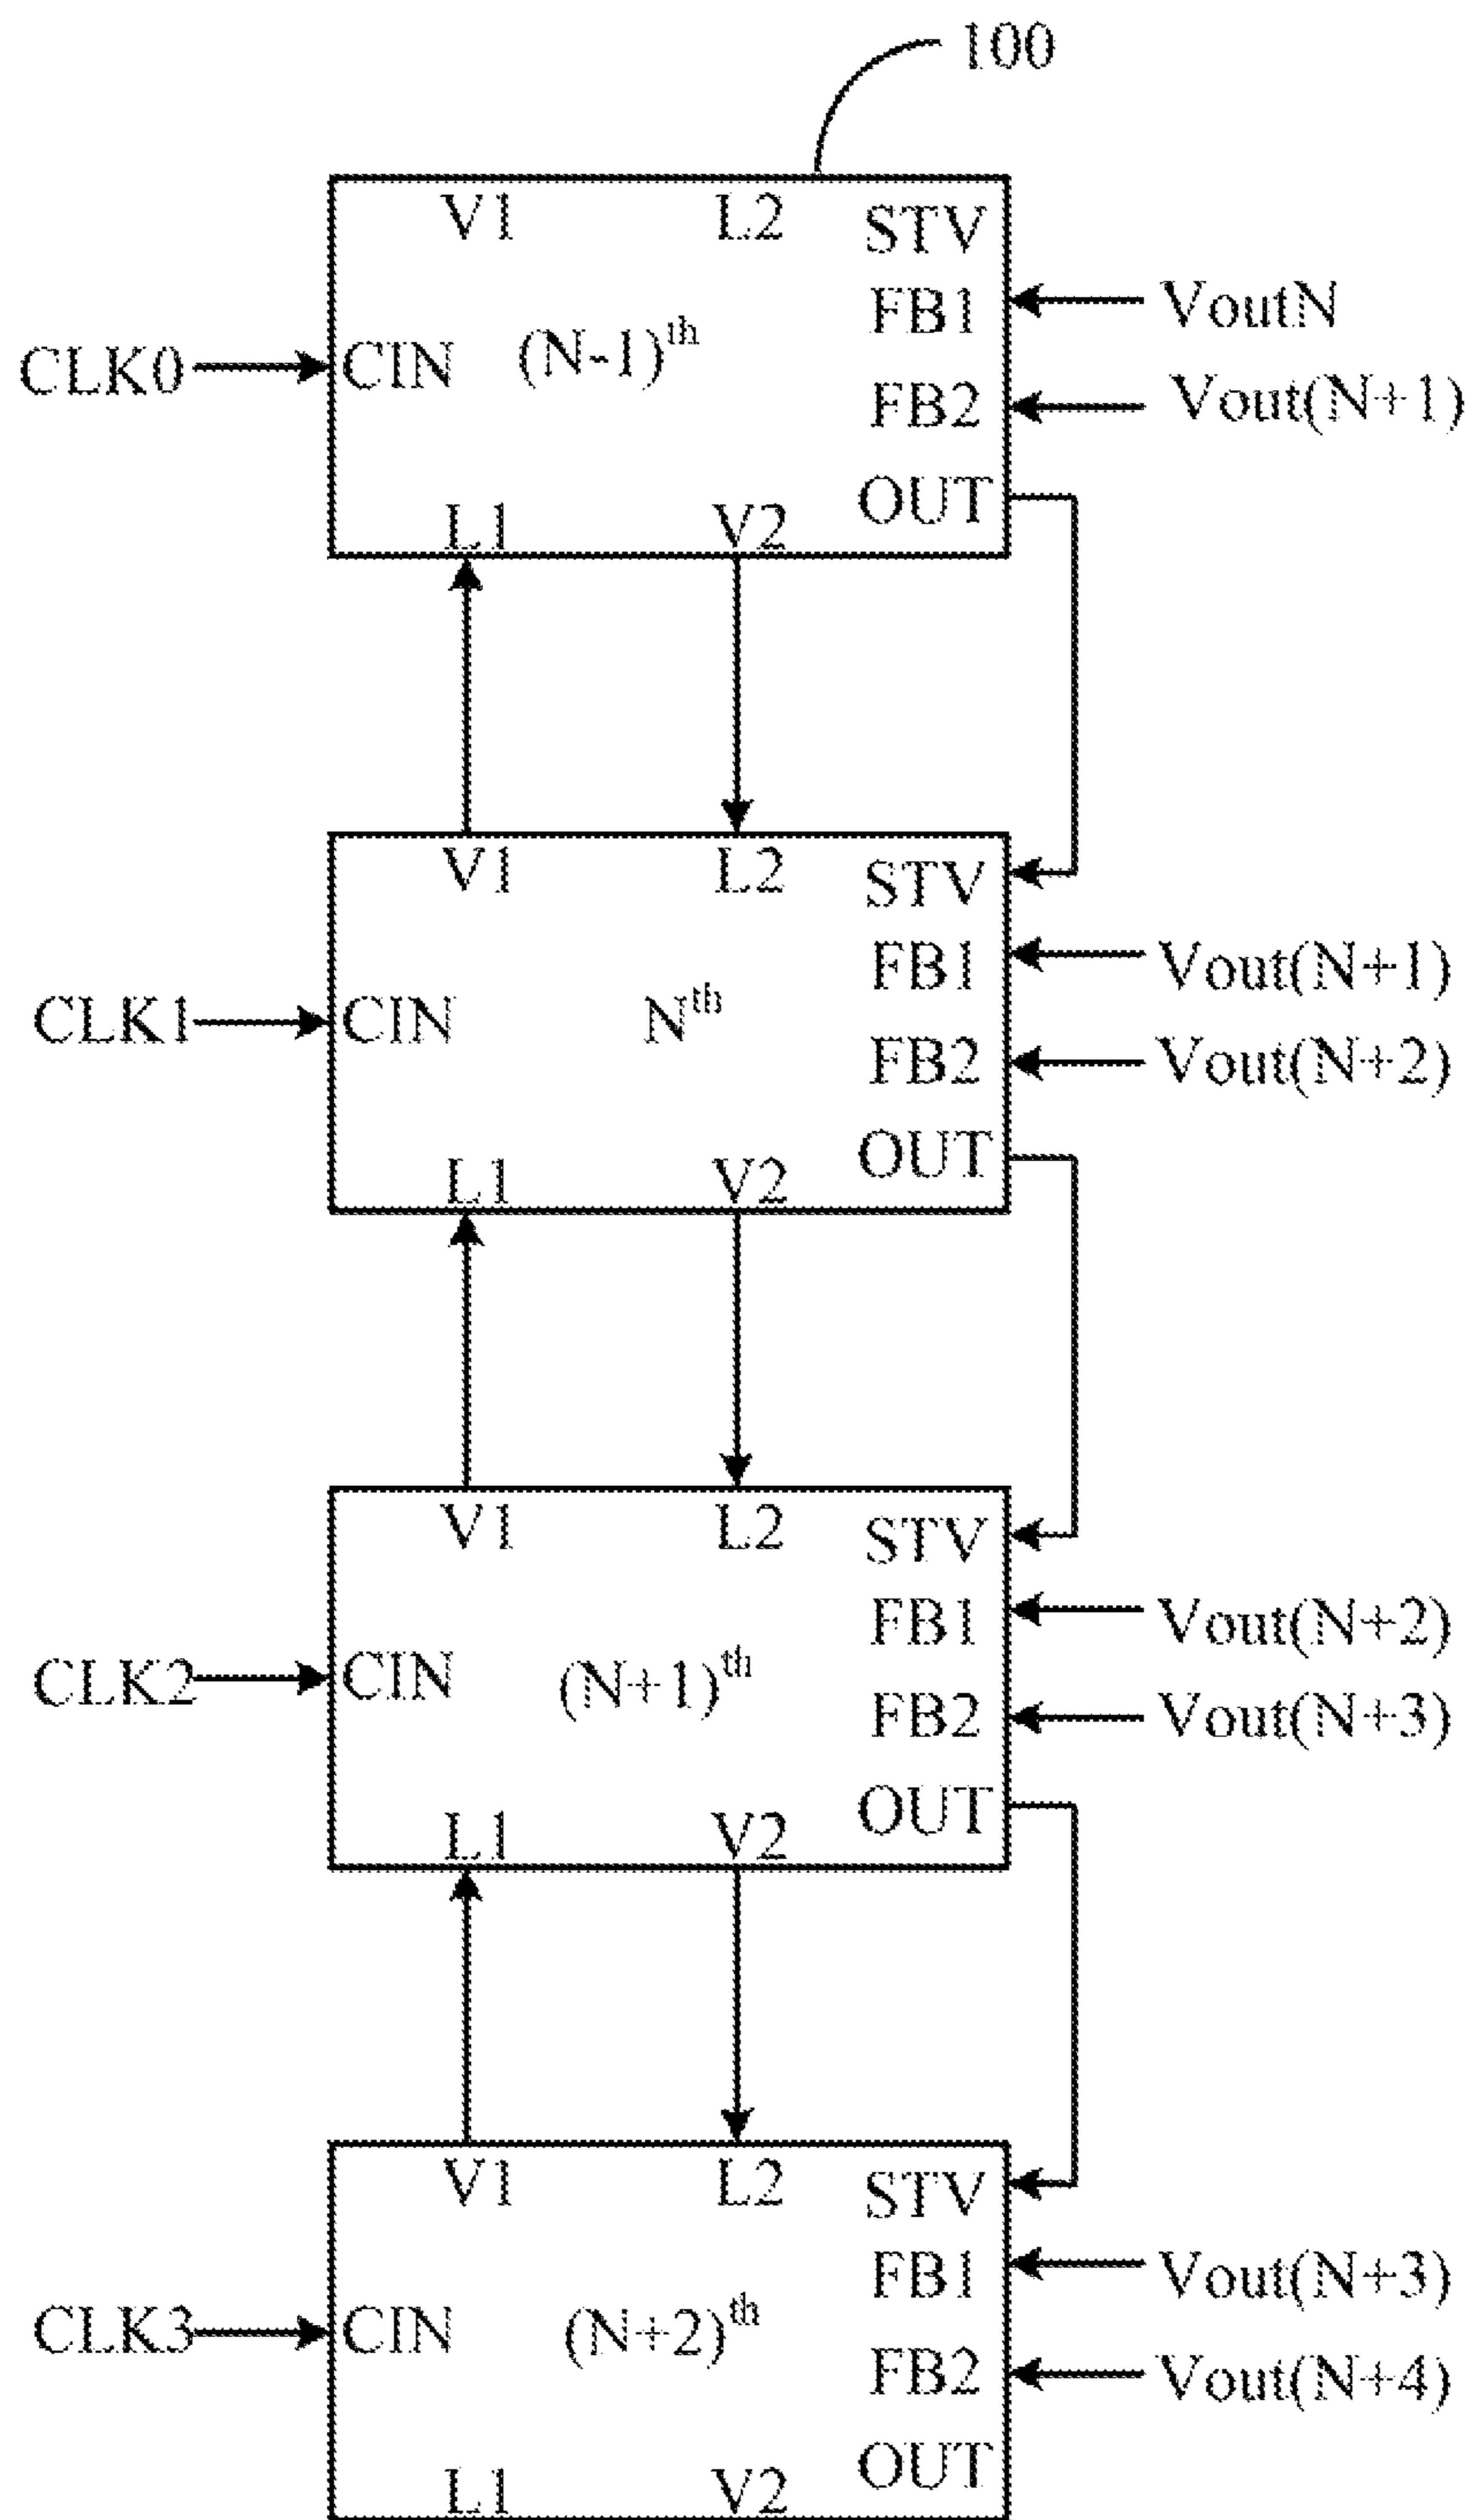 100
V1 L2 STV
FB1 VoutN
CLK0 CIN (N-1)th
FB2 Vout(N+1)
OUT
L1 V2
V1 L2 STV
FB1 Vout(N+1)
CLK1 CIN Nth
FB2 Vout(N+2)
OUT
L1 V2
V1 L2 STV
FB1 Vout(N+2)
CLK2 CIN (N+1)th
FB2 Vout(N+3)
OUT
L1 V2
V1 L2 STV
FB1 Vout(N+3)
CLK3 CIN (N+2)th
FB2 Vout(N+4)
OUT
L1 V2